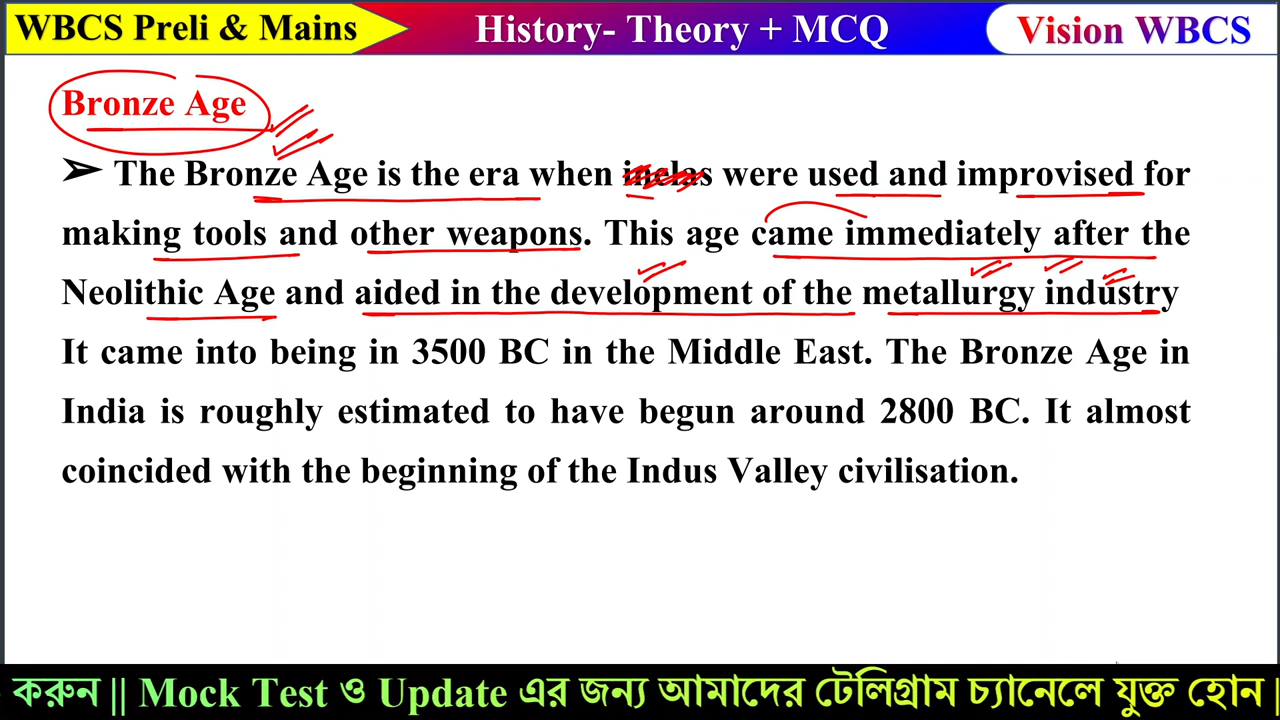 WBCS Preli & Mains
History- Theory + MCQ
Vision WBCS
Bronze Age
➢ The Bronze Age is the era when were used and improvised for
making tools and other weapons. This age came immediately after the
Neolithic Age and aided in the development of the metallurgy industry
It came into being in 3500 BC in the Middle East. The Bronze Age in
India is roughly estimated to have begun around 2800 BC. It almost
coincided with the beginning of the Indus Valley civilisation.
করুন || Mock Test ও Update এর জন্য আমাদের টেলিগ্রাম চ্যানেলে যুক্ত হোন |